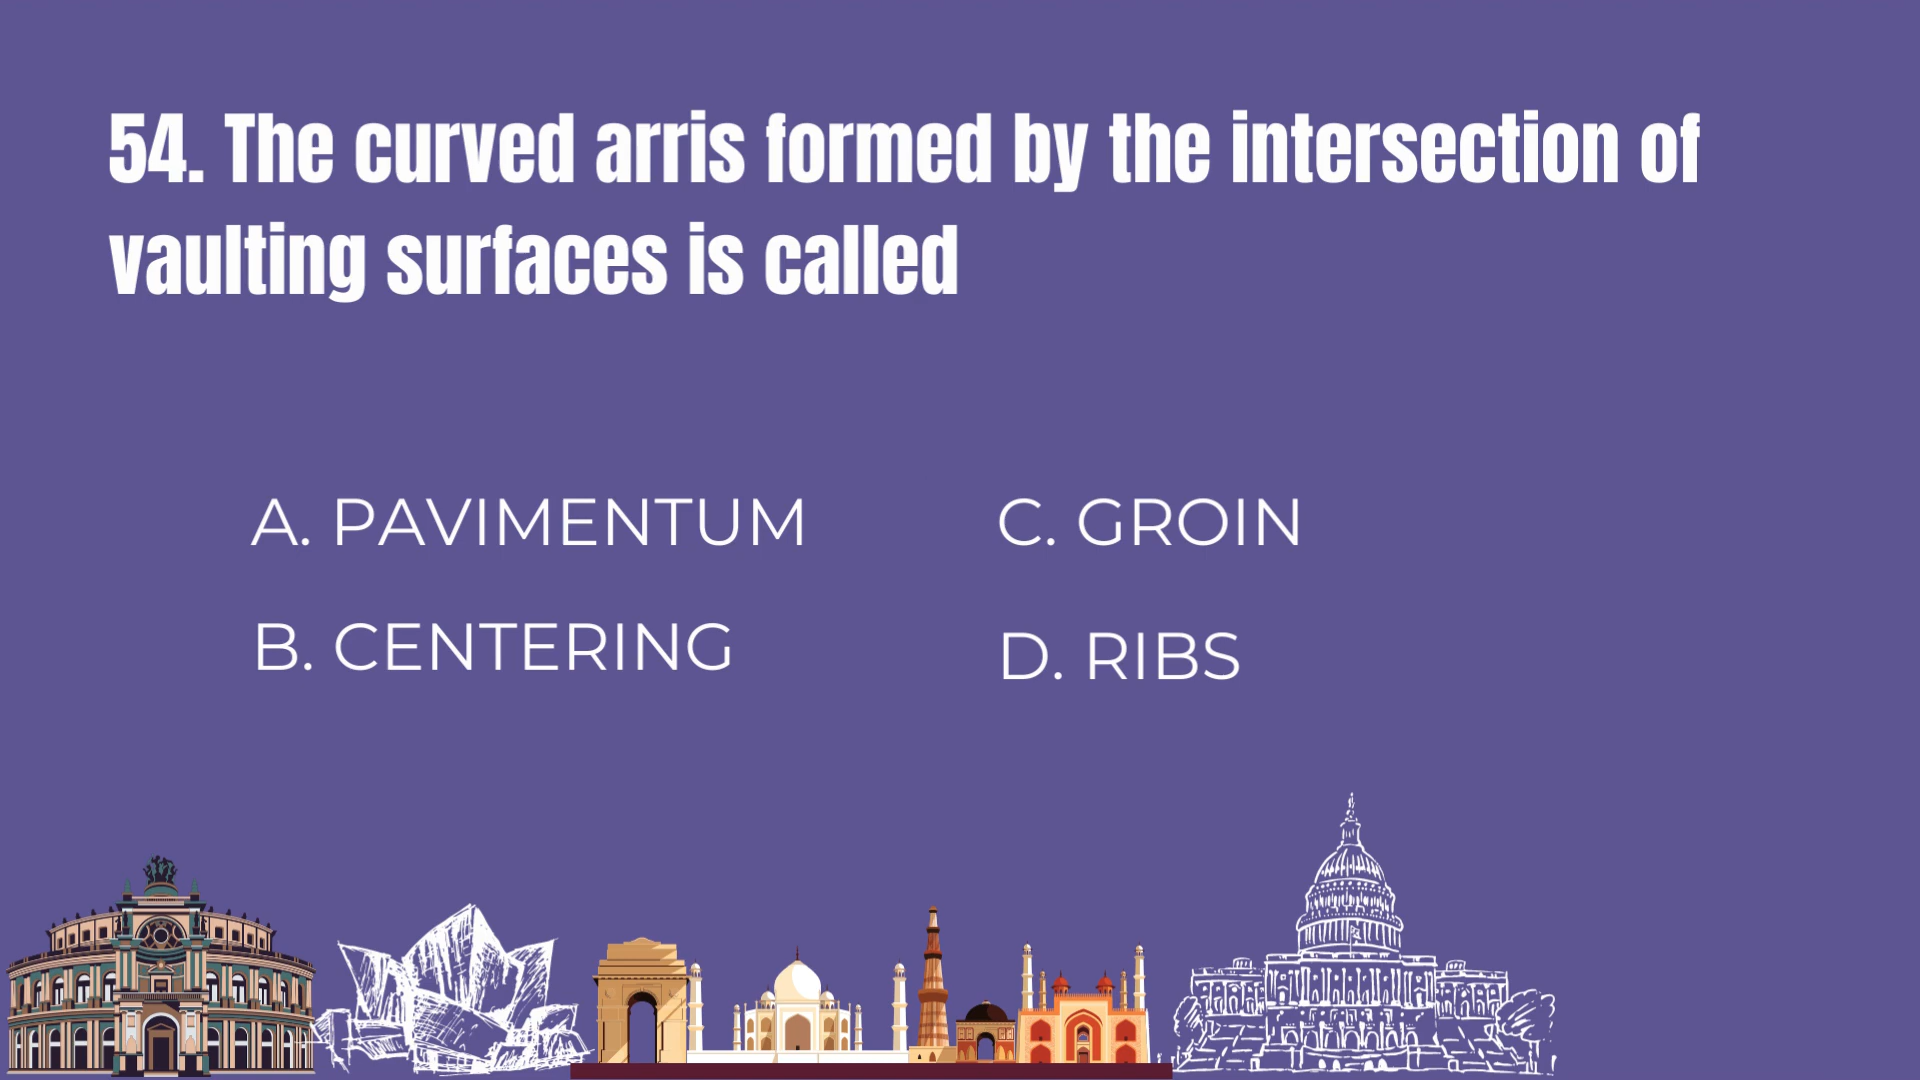 54. The curved arris formed by the intersection of
vaulting surfaces is called
A. PAVIMENTUM
B. CENTERING
C. GROIN
D. RIBS